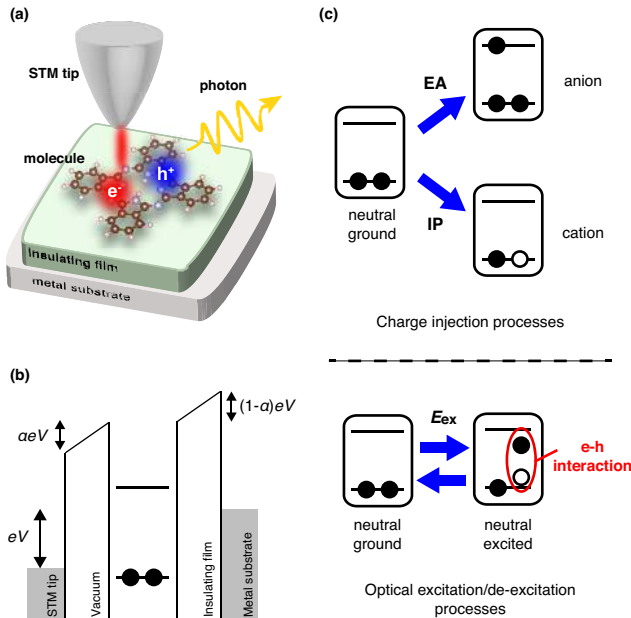 (a)
STM tip
photon
molecule
e-
h+
Insulating film
metal substrate
(b)
αeV
(1-α)eV
eV
STM tip
Vacuum
Insulating film
Metal substrate
(c)
EA
anion
neutral
ground
IP
cation
Charge injection processes
Eex
e-h
interaction
neutral
ground
neutral
excited
Optical excitation/de-excitation
processes